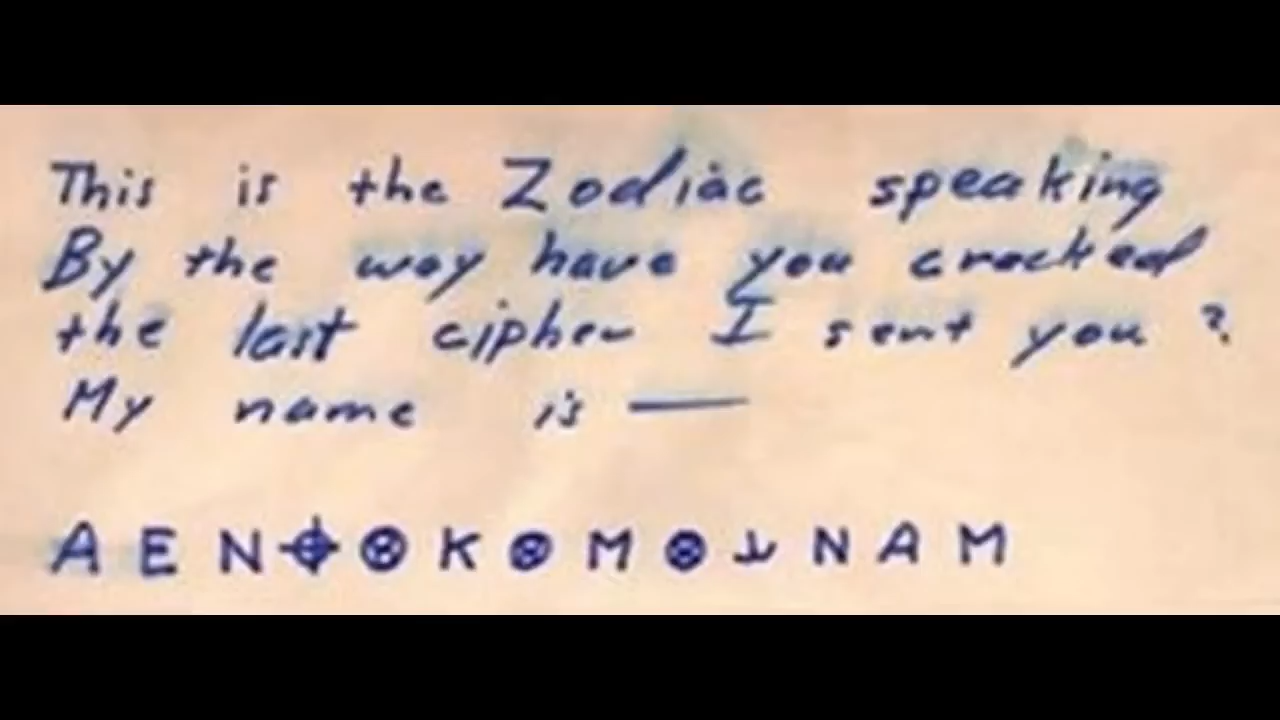 This is the Zodiac speaking
By the way have you cracked
the last cipher I sent you ?
My name is —
A E N ⌖ ⊗ K ⊗ M ⊗ N A M